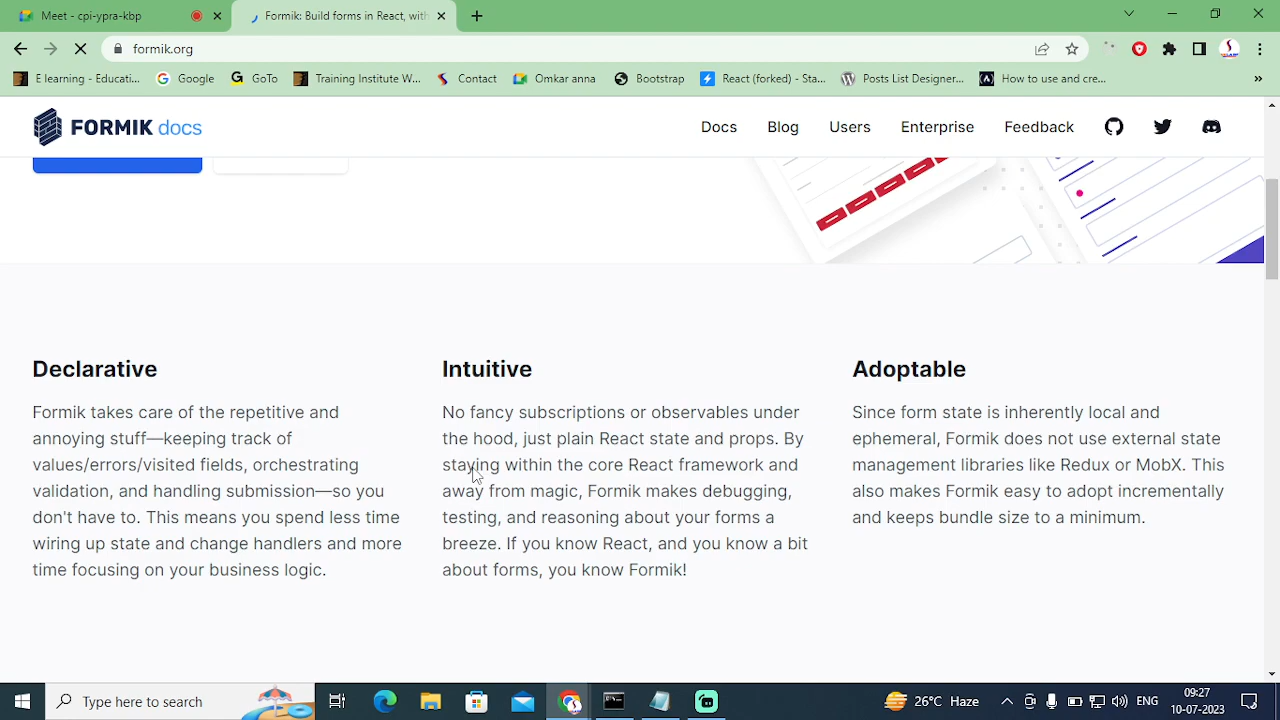 Meet - cpi-ypra-kbp
Formik: Build forms in React, with
formik.org
E learning - Educati...
Google
GoTo
Training Institute W...
Contact
Omkar anna
Bootstrap
React (forked) - Sta...
Posts List Designer...
How to use and cre...
FORMIK docs
Docs
Blog
Users
Enterprise
Feedback
Declarative
Formik takes care of the repetitive and
annoying stuff—keeping track of
values/errors/visited fields, orchestrating
validation, and handling submission—so you
don't have to. This means you spend less time
wiring up state and change handlers and more
time focusing on your business logic.
Intuitive
No fancy subscriptions or observables under
the hood, just plain React state and props. By
staying within the core React framework and
away from magic, Formik makes debugging,
testing, and reasoning about your forms a
breeze. If you know React, and you know a bit
about forms, you know Formik!
Adoptable
Since form state is inherently local and
ephemeral, Formik does not use external state
management libraries like Redux or MobX. This
also makes Formik easy to adopt incrementally
and keeps bundle size to a minimum.
Type here to search
26°C Haze
ENG
09:27
10-07-2023